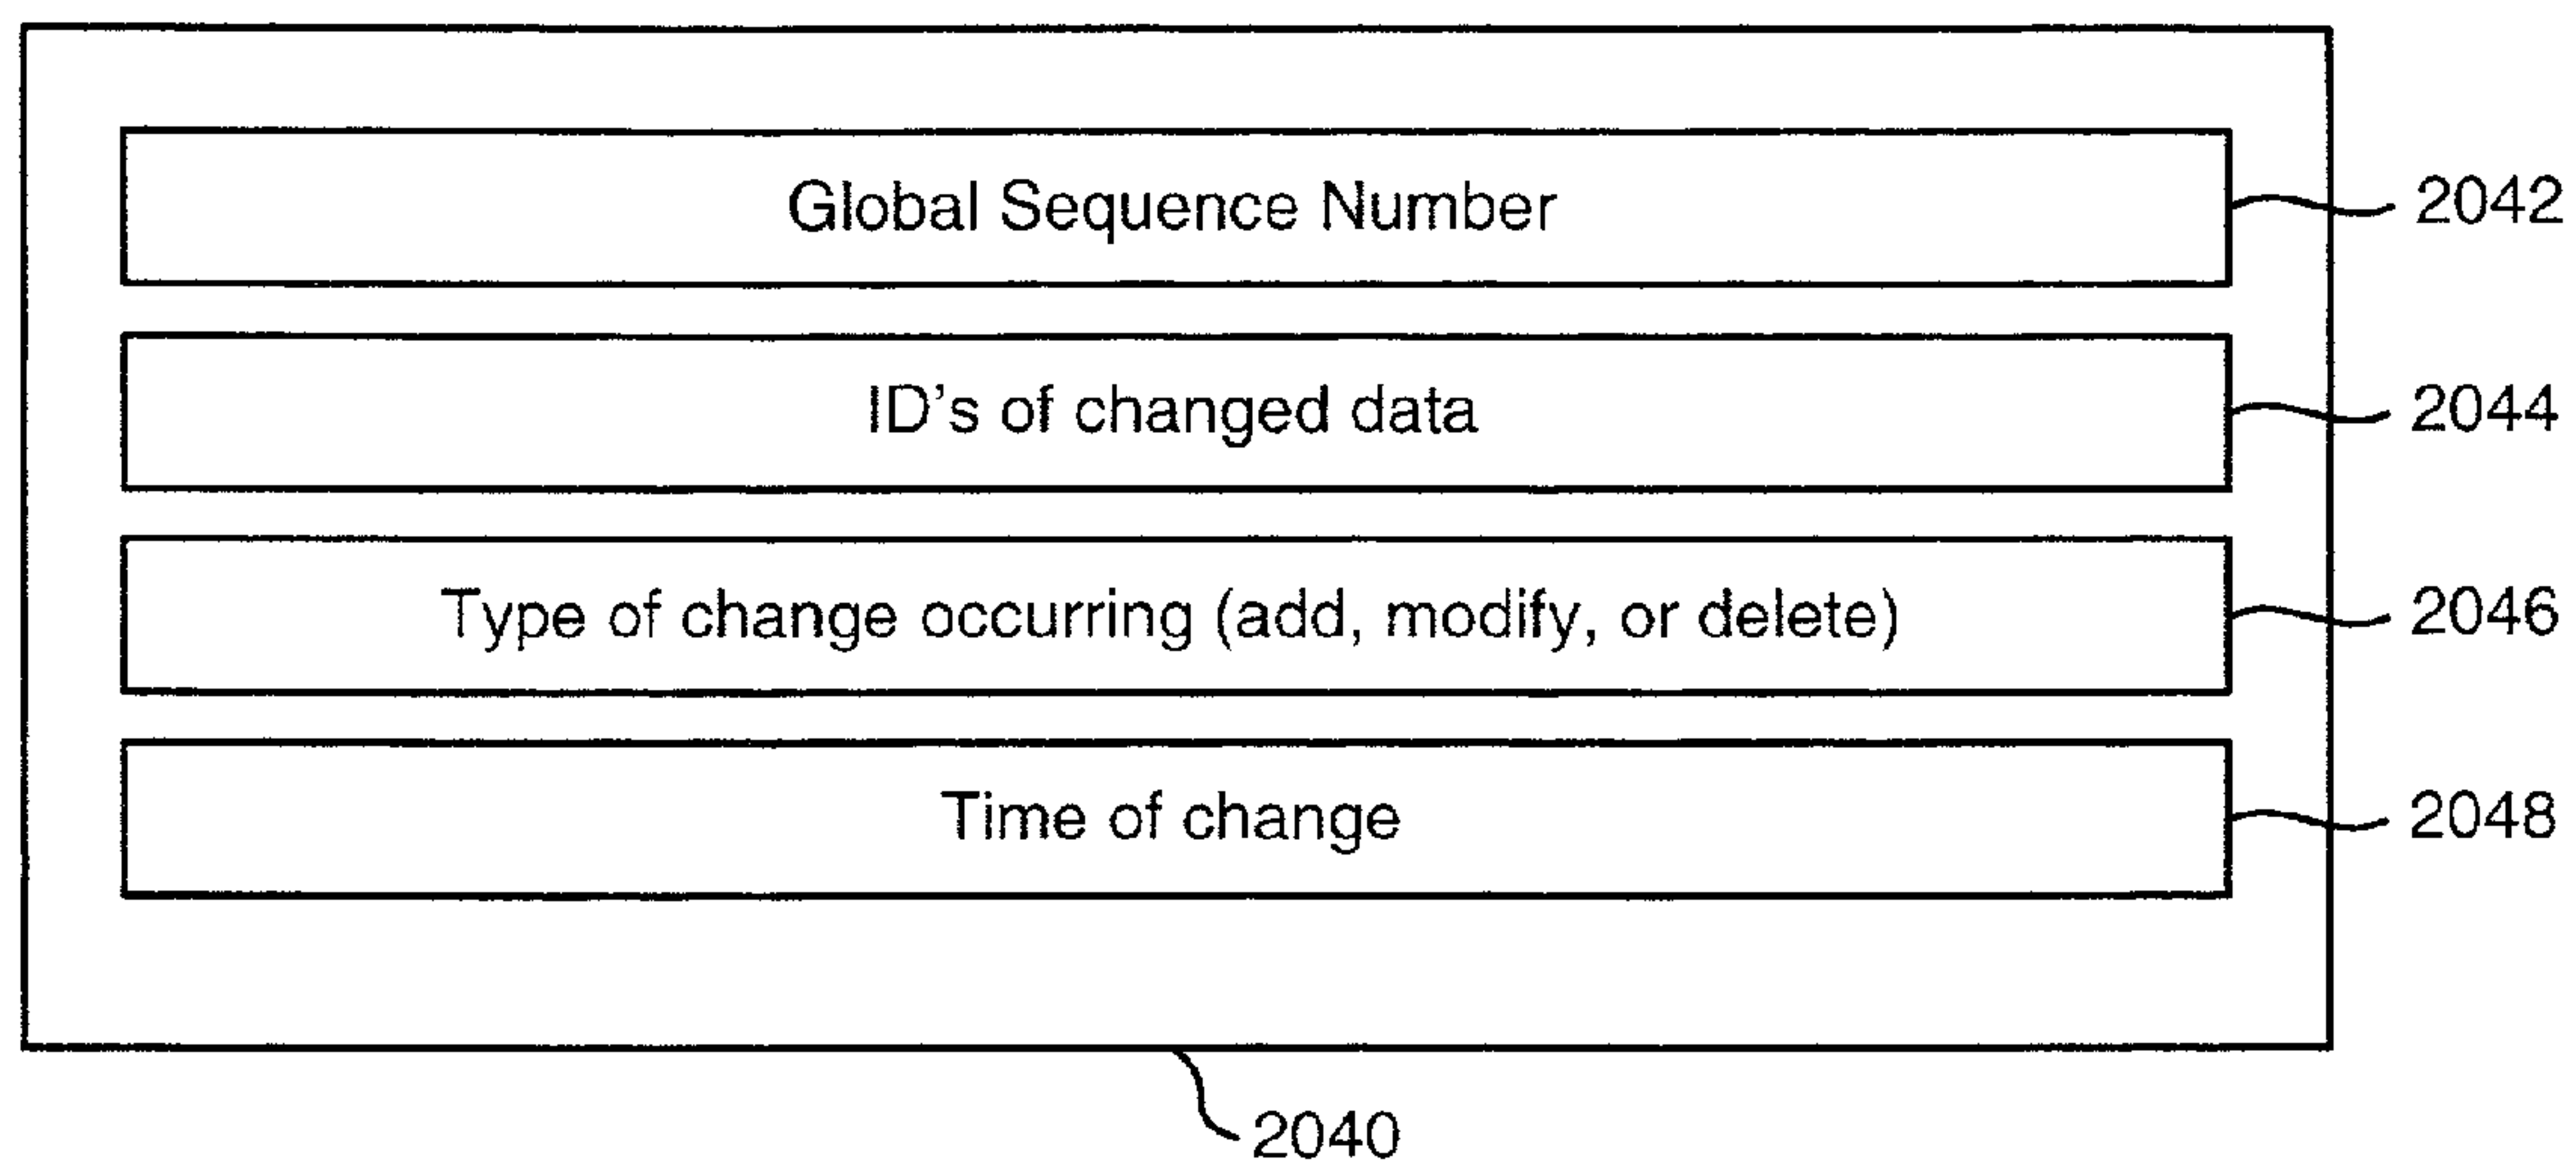 Global Sequence Number 2042
ID's of changed data 2044
Type of change occurring (add, modify, or delete) 2046
Time of change 2048
2040